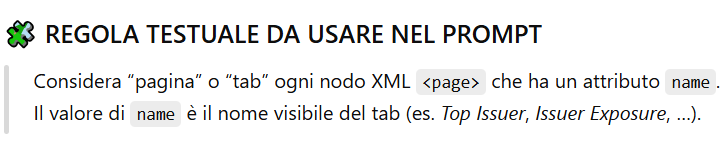 REGOLA TESTUALE DA USARE NEL PROMPT
Considera “pagina” o “tab” ogni nodo XML <page> che ha un attributo name.
Il valore di name è il nome visibile del tab (es. Top Issuer, Issuer Exposure, …).